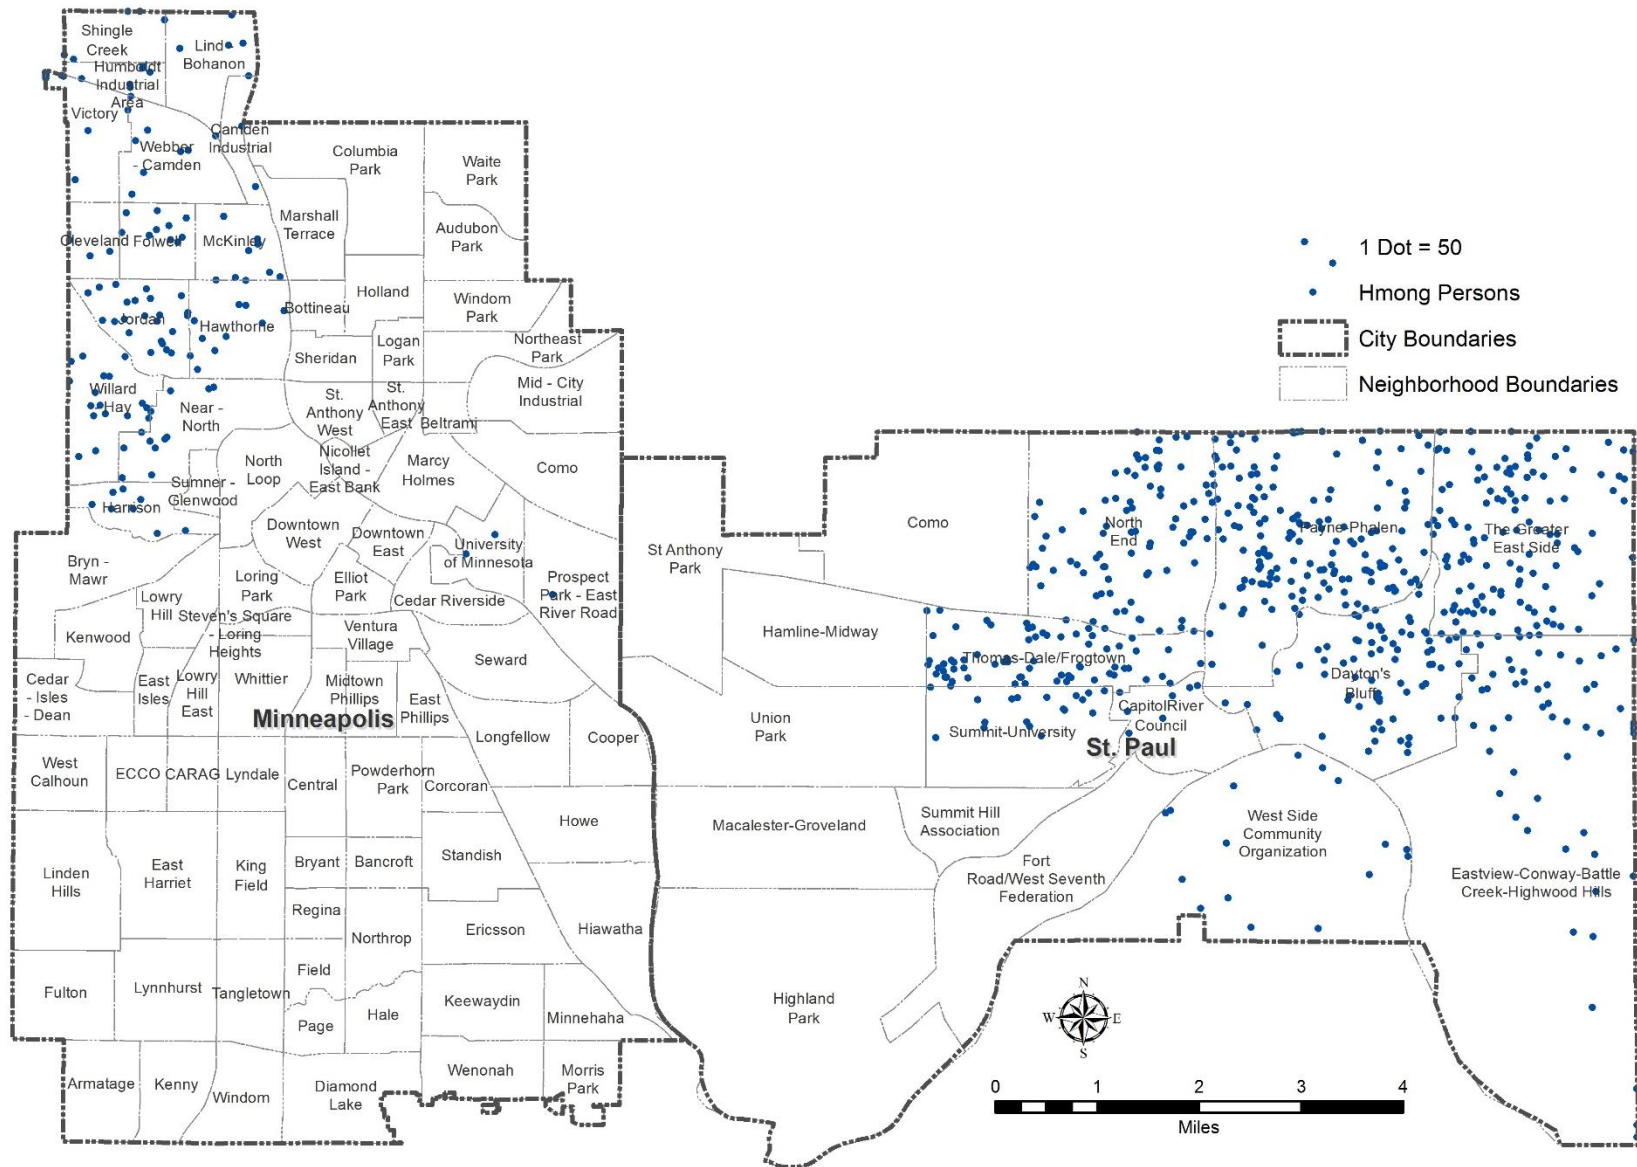 Shingle
Creek
Lind -
Bohanon
Humboldt
Industrial
Area
Victory
Webber
- Camden
Camden
Industrial
Columbia
Park
Waite
Park
Marshall
Terrace
Audubon
Park
Cleveland
Folwell
McKinley
Holland
Bottineau
Windom
Park
Jordan
Hawthorne
Sheridan
Logan
Park
Northeast
Park
Mid - City
Industrial
Willard
- Hay
Near -
North
St.
Anthony
West
St.
Anthony
East
Beltrami
Nicollet
Island -
East Bank
Marcy
Holmes
Como
North
Loop
Sumner -
Glenwood
Harrison
Downtown
West
Downtown
East
University
of Minnesota
Bryn -
Mawr
Loring
Park
Elliot
Park
Cedar Riverside
Prospect
Park - East
River Road
Lowry
Hill
Steven's Square
- Loring
Heights
Kenwood
Ventura
Village
Seward
Cedar
- Isles
- Dean
East
Isles
Lowry
Hill
East
Whittier
Midtown
Phillips
East
Phillips
Minneapolis
Longfellow
Cooper
West
Calhoun
ECCO
CARAG
Lyndale
Central
Powderhorn
Park
Corcoran
Howe
Linden
Hills
East
Harriet
King
Field
Bryant
Bancroft
Standish
Regina
Northrop
Ericsson
Hiawatha
Field
Fulton
Lynnhurst
Tangletown
Page
Hale
Keewaydin
Minnehaha
Armatage
Kenny
Windom
Diamond
Lake
Wenonah
Morris
Park
1 Dot = 50
Hmong Persons
City Boundaries
Neighborhood Boundaries
St Anthony
Park
Como
North
End
Payne-Phalen
The Greater
East Side
Hamline-Midway
Thomas-Dale/Frogtown
Dayton's
Bluff
Union
Park
Summit-University
CapitolRiver
Council
St. Paul
Macalester-Groveland
Summit Hill
Association
West Side
Community
Organization
Fort
Road/West Seventh
Federation
Eastview-Conway-Battle
Creek-Highwood Hills
Highland
Park
N
W
E
S
0 1 2 3 4
Miles